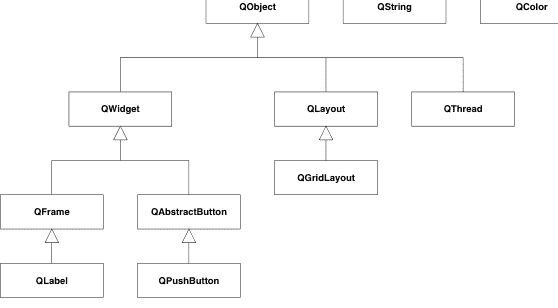 QObject QString QColor
QWidget QLayout QThread
QGridLayout
QFrame QAbstractButton
QLabel QPushButton